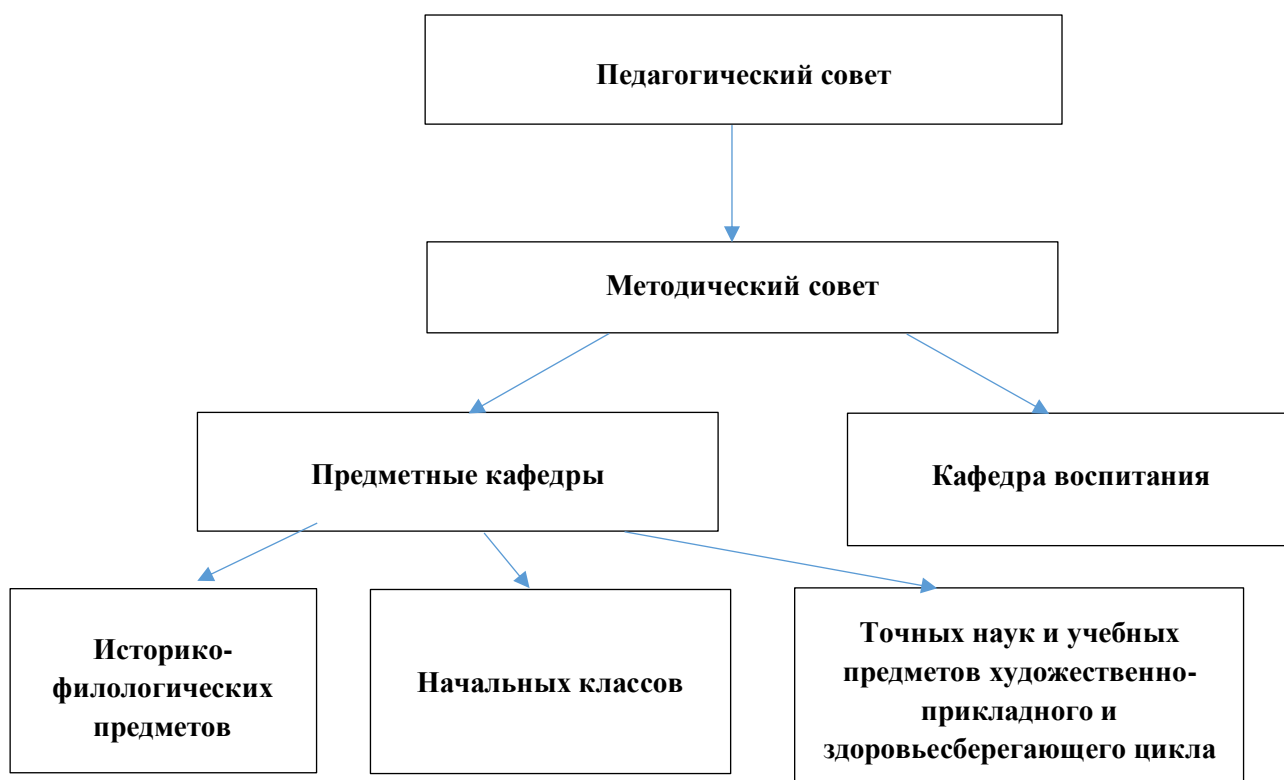 Педагогический совет
Методический совет
Предметные кафедры
Кафедра воспитания
Историко-
филологических
предметов
Начальных классов
Точных наук и учебных
предметов художественно-
прикладного и
здоровьесберегающего цикла